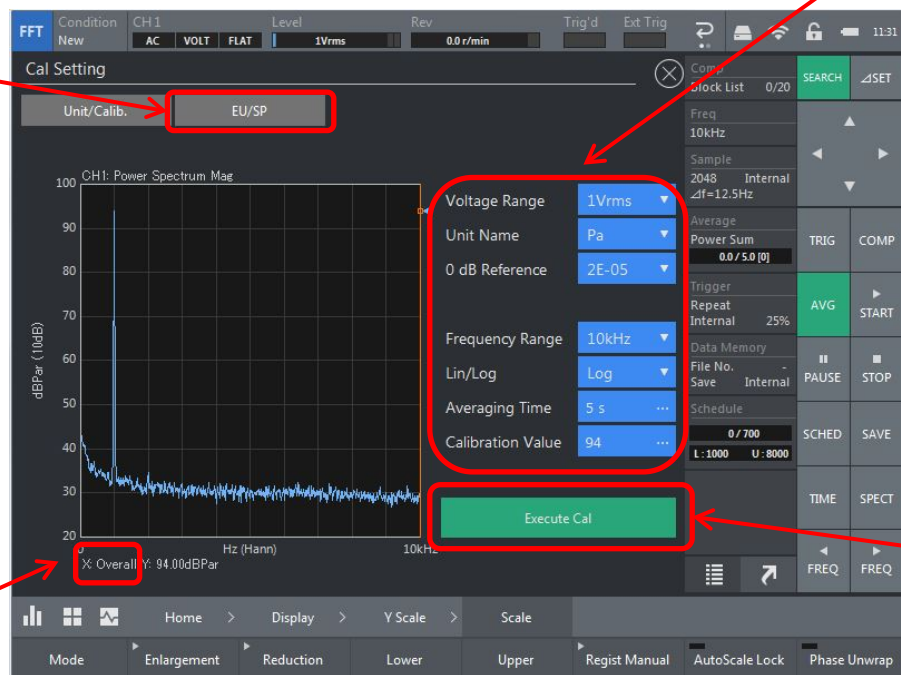 FFT
Condition
New
CH1
AC VOLT FLAT
Level
1Vrms
Rev
0.0 r/min
Trig'd Ext Trig
11:31
Cal Setting
Unit/Calib. EU/SP
CH1: Power Spectrum Mag
dBPar (10dB)
100
90
80
70
60
50
40
30
20
0 Hz (Hann) 10kHz
X: Overall Y: 94.00dBPar
Voltage Range 1Vrms
Unit Name Pa
0 dB Reference 2E-05
Frequency Range 10kHz
Lin/Log Log
Averaging Time 5 s ...
Calibration Value 94 ...
Execute Cal
Comp
Block List 0/20
Freq
10kHz
Sample
2048 Internal
⊿f=12.5Hz
Average
Power Sum
0.0 / 5.0 [0]
Trigger
Repeat
Internal 25%
Data Memory
File No. -
Save Internal
Schedule
0 / 700
L : 1000 U : 8000
SEARCH ⊿SET
TRIG COMP
AVG START
PAUSE STOP
SCHED SAVE
TIME SPECT
FREQ FREQ
Home > Display > Y Scale > Scale
Mode Enlargement Reduction Lower Upper Regist Manual AutoScale Lock Phase Unwrap